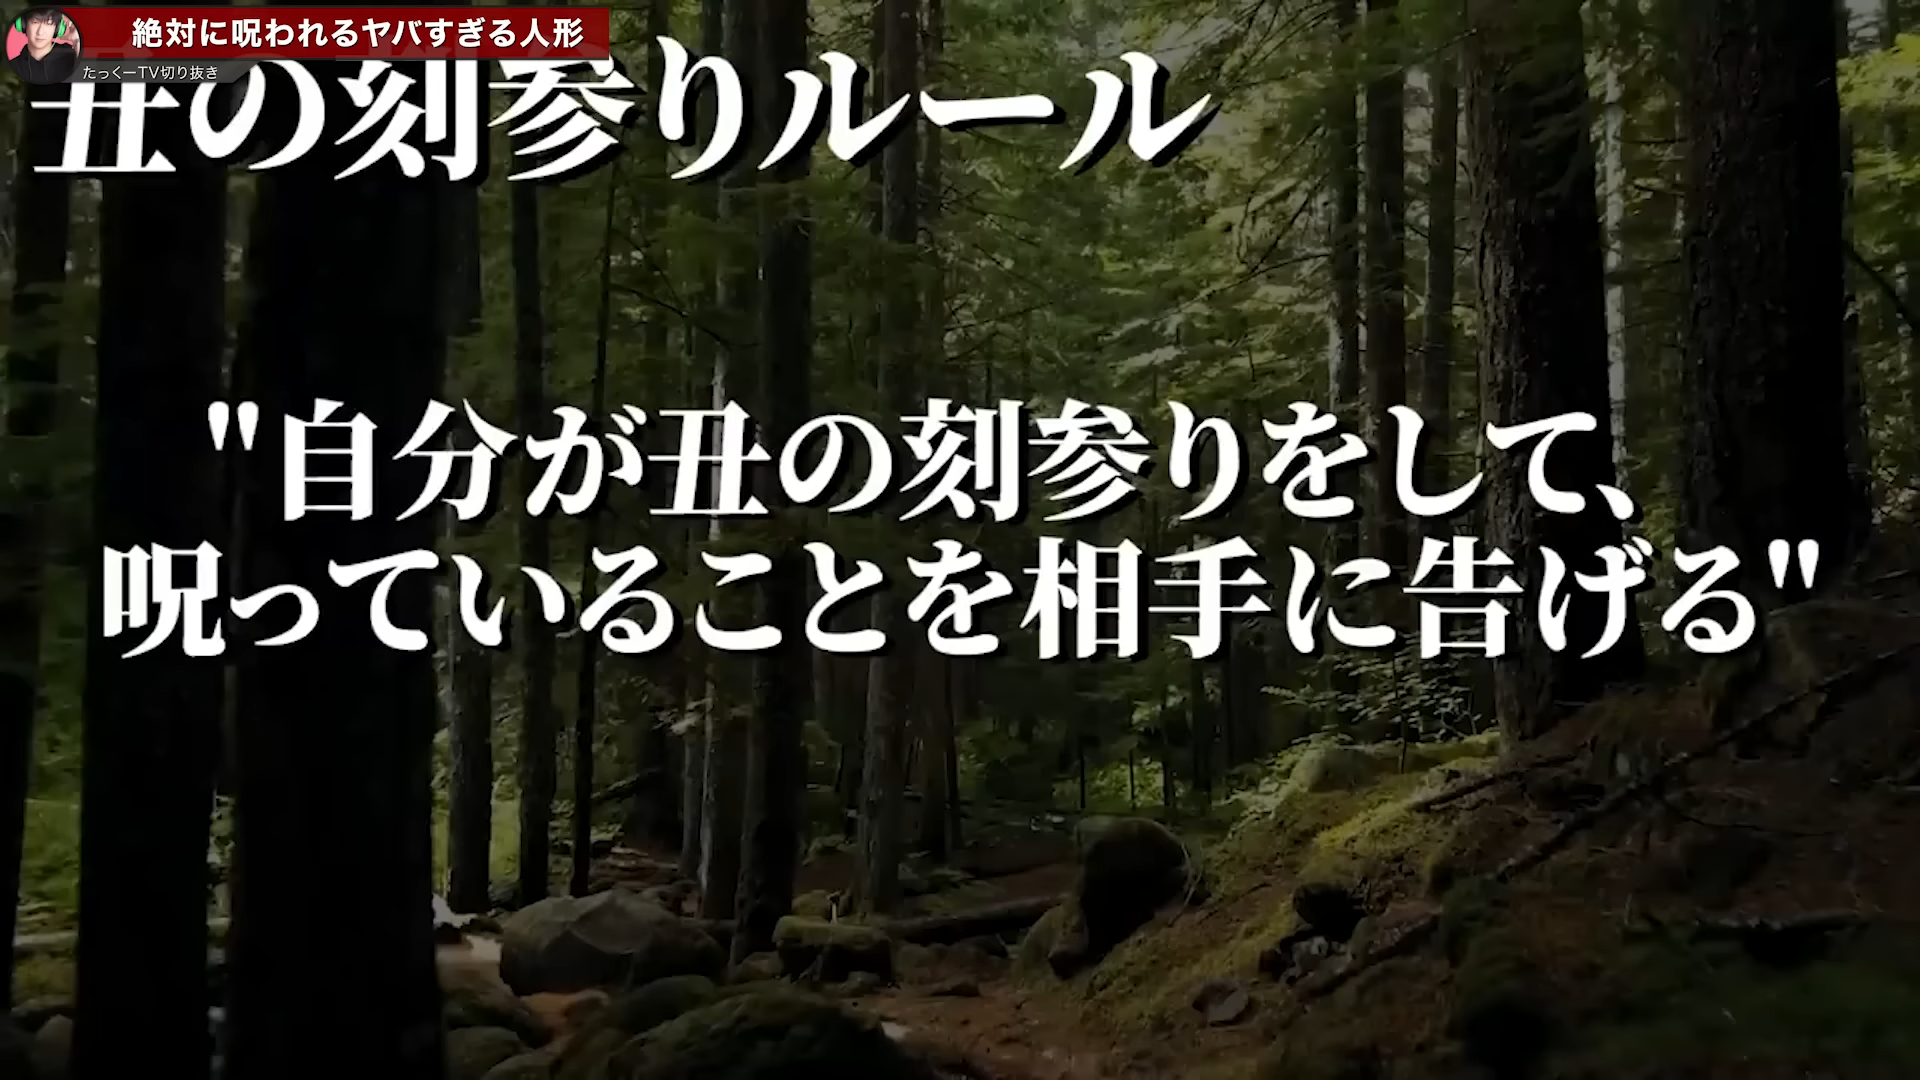 絶対に呪われるヤバすぎる人形
たっくーTV切り抜き
丑の刻参りルール
"自分が丑の刻参りをして、
呪っていることを相手に告げる"